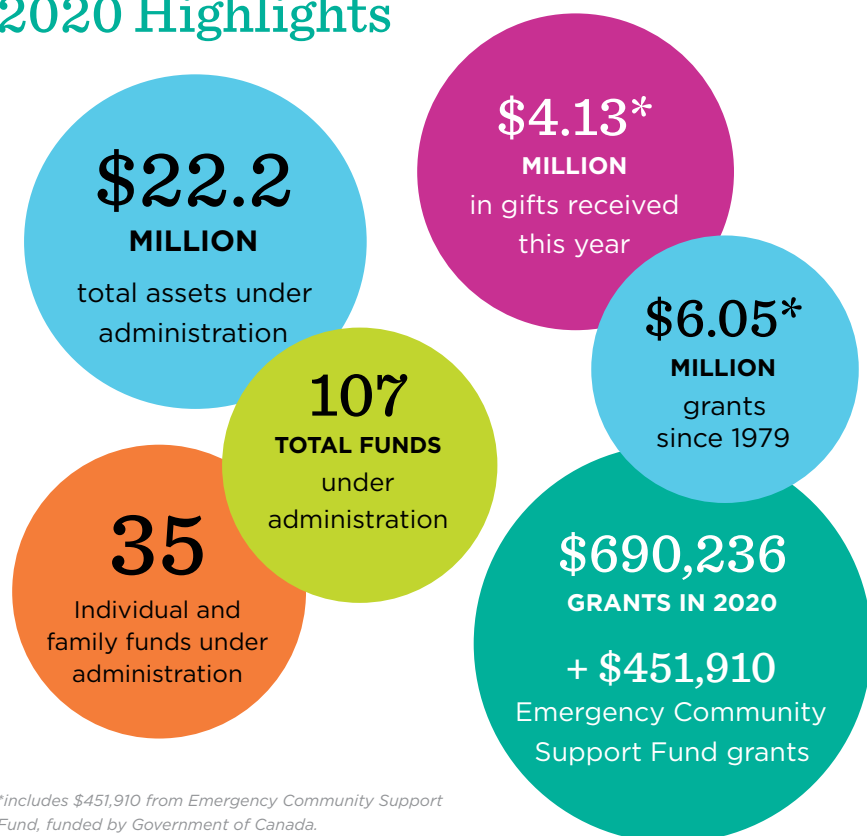 2020 Highlights
$22.2
MILLION
total assets under
administration
$4.13*
MILLION
in gifts received
this year
$6.05*
MILLION
grants
since 1979
107
TOTAL FUNDS
under
administration
35
Individual and
family funds under
administration
$690,236
GRANTS IN 2020
+ $451,910
Emergency Community
Support Fund grants
*includes $451,910 from Emergency Community Support
Fund, funded by Government of Canada.